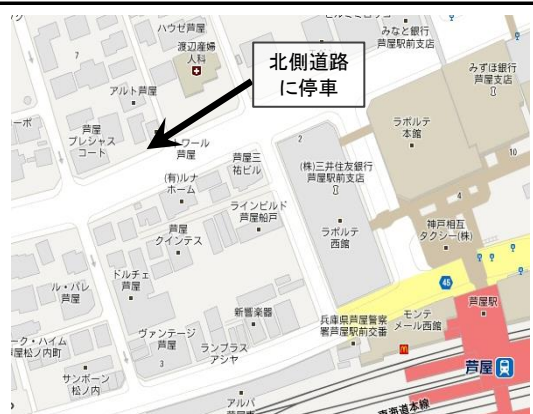 ハウゼ芦屋
渡辺産婦
人科
アルト芦屋
北側道路
に停車
みなと銀行
芦屋駅前支店
みずほ銀行
芦屋支店
ラポルテ
本館
芦屋
プレシャス
コート
芦屋
(有)ルナ
ホーム
芦屋三
祐ビル
2
(株)三井住友銀行
芦屋駅前支店
10
4
ラインビルド
芦屋船戸
芦屋
クインテス
ラポルテ
西館
神戸相互
タクシー(株)
ドルチェ
芦屋
ル・パレ
芦屋
45
新響楽器
芦屋駅
兵庫県芦屋警察
署芦屋駅前交番
モンテ
メール西館
ヴァンテージ
芦屋
ランプラス
アシヤ
3
芦屋松ノ内町
サンボーン
松ノ内
芦屋
アルパ
東海道本線